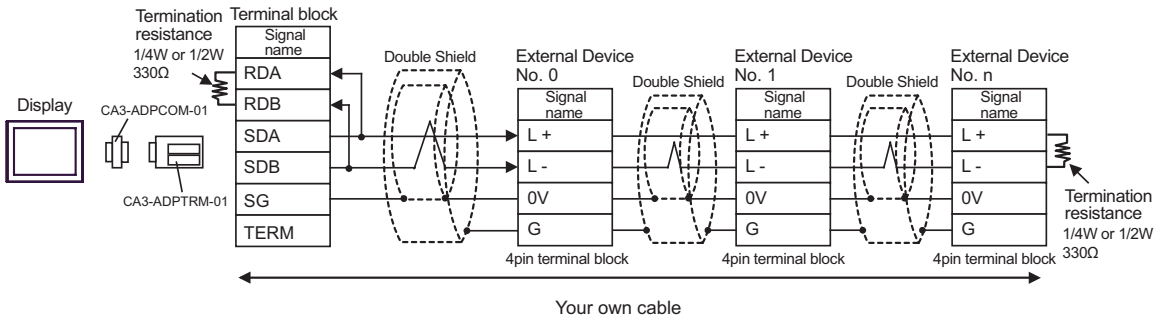 Termination
resistance
1/4W or 1/2W
330Ω
Terminal block
Signal
name
RDA
RDB
SDA
SDB
SG
TERM
Display
CA3-ADPCOM-01
CA3-ADPTRM-01
Double Shield
External Device
No. 0
Signal
name
L +
L -
0V
G
4pin terminal block
Double Shield
External Device
No. 1
Signal
name
L +
L -
0V
G
4pin terminal block
Double Shield
External Device
No. n
Signal
name
L +
L -
0V
G
4pin terminal block
Termination
resistance
1/4W or 1/2W
330Ω
Your own cable